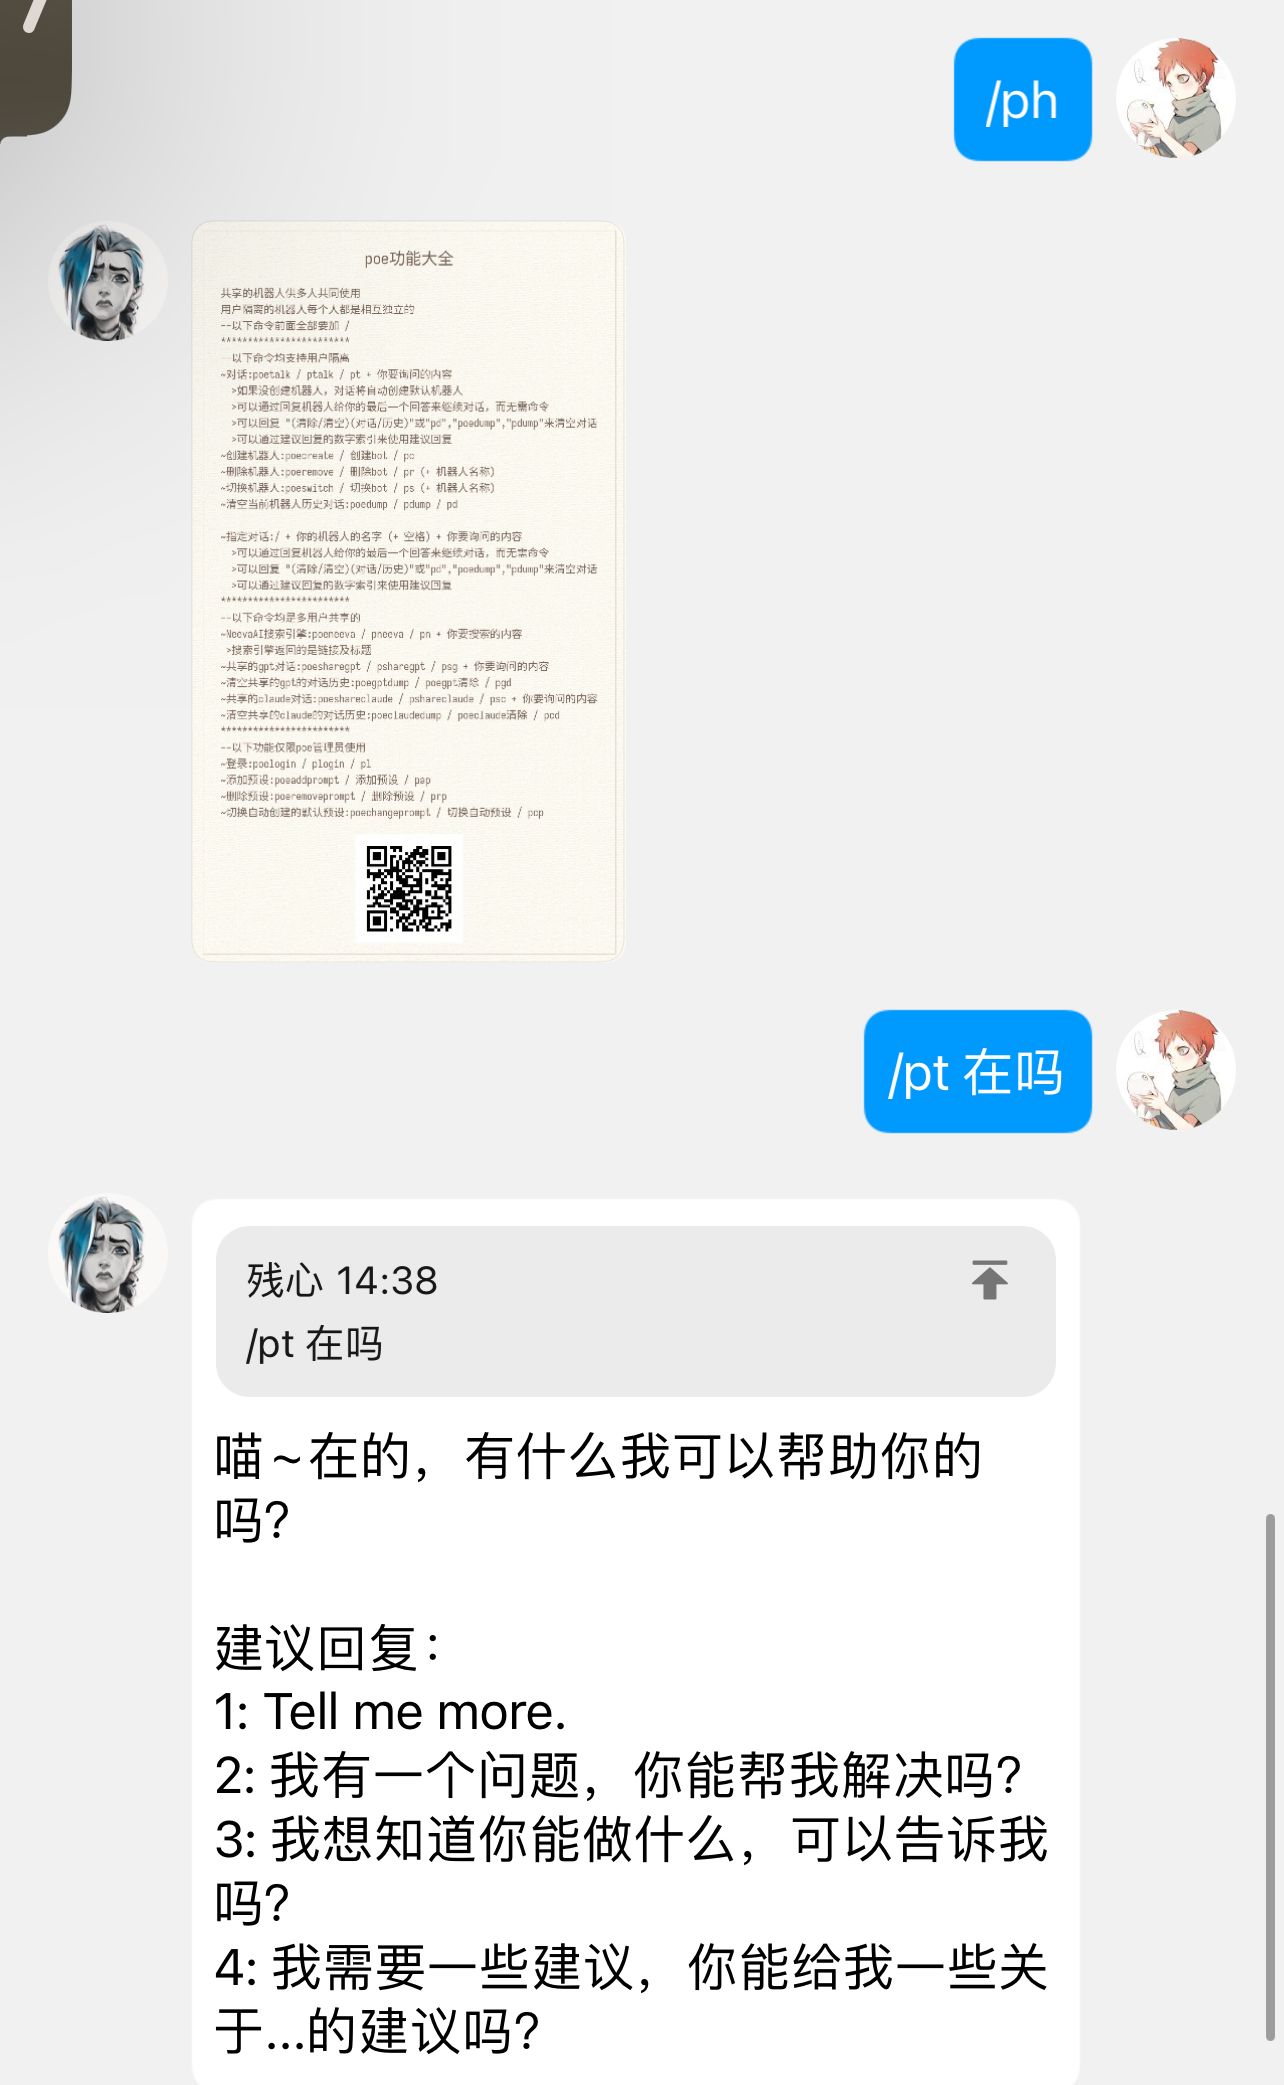 /ph
poe功能大全
共享的机器人供多人共同使用
用户隔离的机器人每个人都是相互独立的
--以下命令前面全部要加 /
************************
--以下命令均支持用户隔离
~对话:poetalk / ptalk / pt + 你要询问的内容
>如果没创建机器人，对话将自动创建默认机器人
>可以通过回复机器人给你的最后一个回答来继续对话，而无需命令
>可以回复 "(清除/清空)(对话/历史)"或"pd","poedump","pdump"来清空对话
>可以通过建议回复的数字索引来使用建议回复
~创建机器人:poecreate / 创建bot / pc
~删除机器人:poeremove / 删除bot / pr (+ 机器人名称)
~切换机器人:poeswitch / 切换bot / ps (+ 机器人名称)
~清空当前机器人历史对话:poedump / pdump / pd
~指定对话:/ + 你的机器人的名字 (+ 空格) + 你要询问的内容
>可以通过回复机器人给你的最后一个回答来继续对话，而无需命令
>可以回复 "(清除/清空)(对话/历史)"或"pd","poedump","pdump"来清空对话
>可以通过建议回复的数字索引来使用建议回复
************************
--以下命令均是多用户共享的
~NeevaAI搜索引擎:poeneeva / pneeva / pn + 你要搜索的内容
>搜索引擎返回的是链接及标题
~共享的gpt对话:poesharegpt / psharegpt / psg + 你要询问的内容
~清空共享的gpt的对话历史:poegptdump / poegpt清除 / pgd
~共享的claude对话:poeshareclaude / pshareclaude / psc + 你要询问的内容
~清空共享的claude的对话历史:poeclaudedump / poeclaude清除 / pcd
************************
--以下功能仅限poe管理员使用
~登录:poelogin / plogin / pl
~添加预设:poeaddprompt / 添加预设 / pap
~删除预设:poeremoveprompt / 删除预设 / prp
~切换自动创建的默认预设:poechangeprompt / 切换自动预设 / pcp
/pt 在吗
残心 14:38
/pt 在吗
喵~在的，有什么我可以帮助你的
吗?
建议回复：
1: Tell me more.
2: 我有一个问题，你能帮我解决吗?
3: 我想知道你能做什么，可以告诉我
吗?
4: 我需要一些建议，你能给我一些关
于...的建议吗?